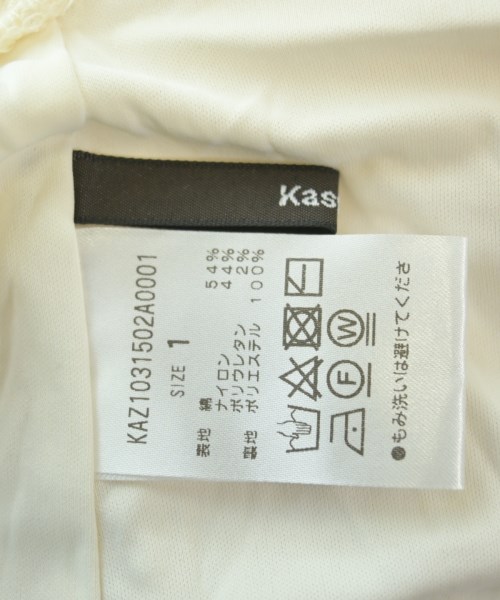 Kas
KAZ1031502A0001
SIZE 1
表地 綿 54%
ナイロン 44%
ポリウレタン 2%
裏地 ポリエステル 100%
W
F
●もみ洗いは避けてくださ